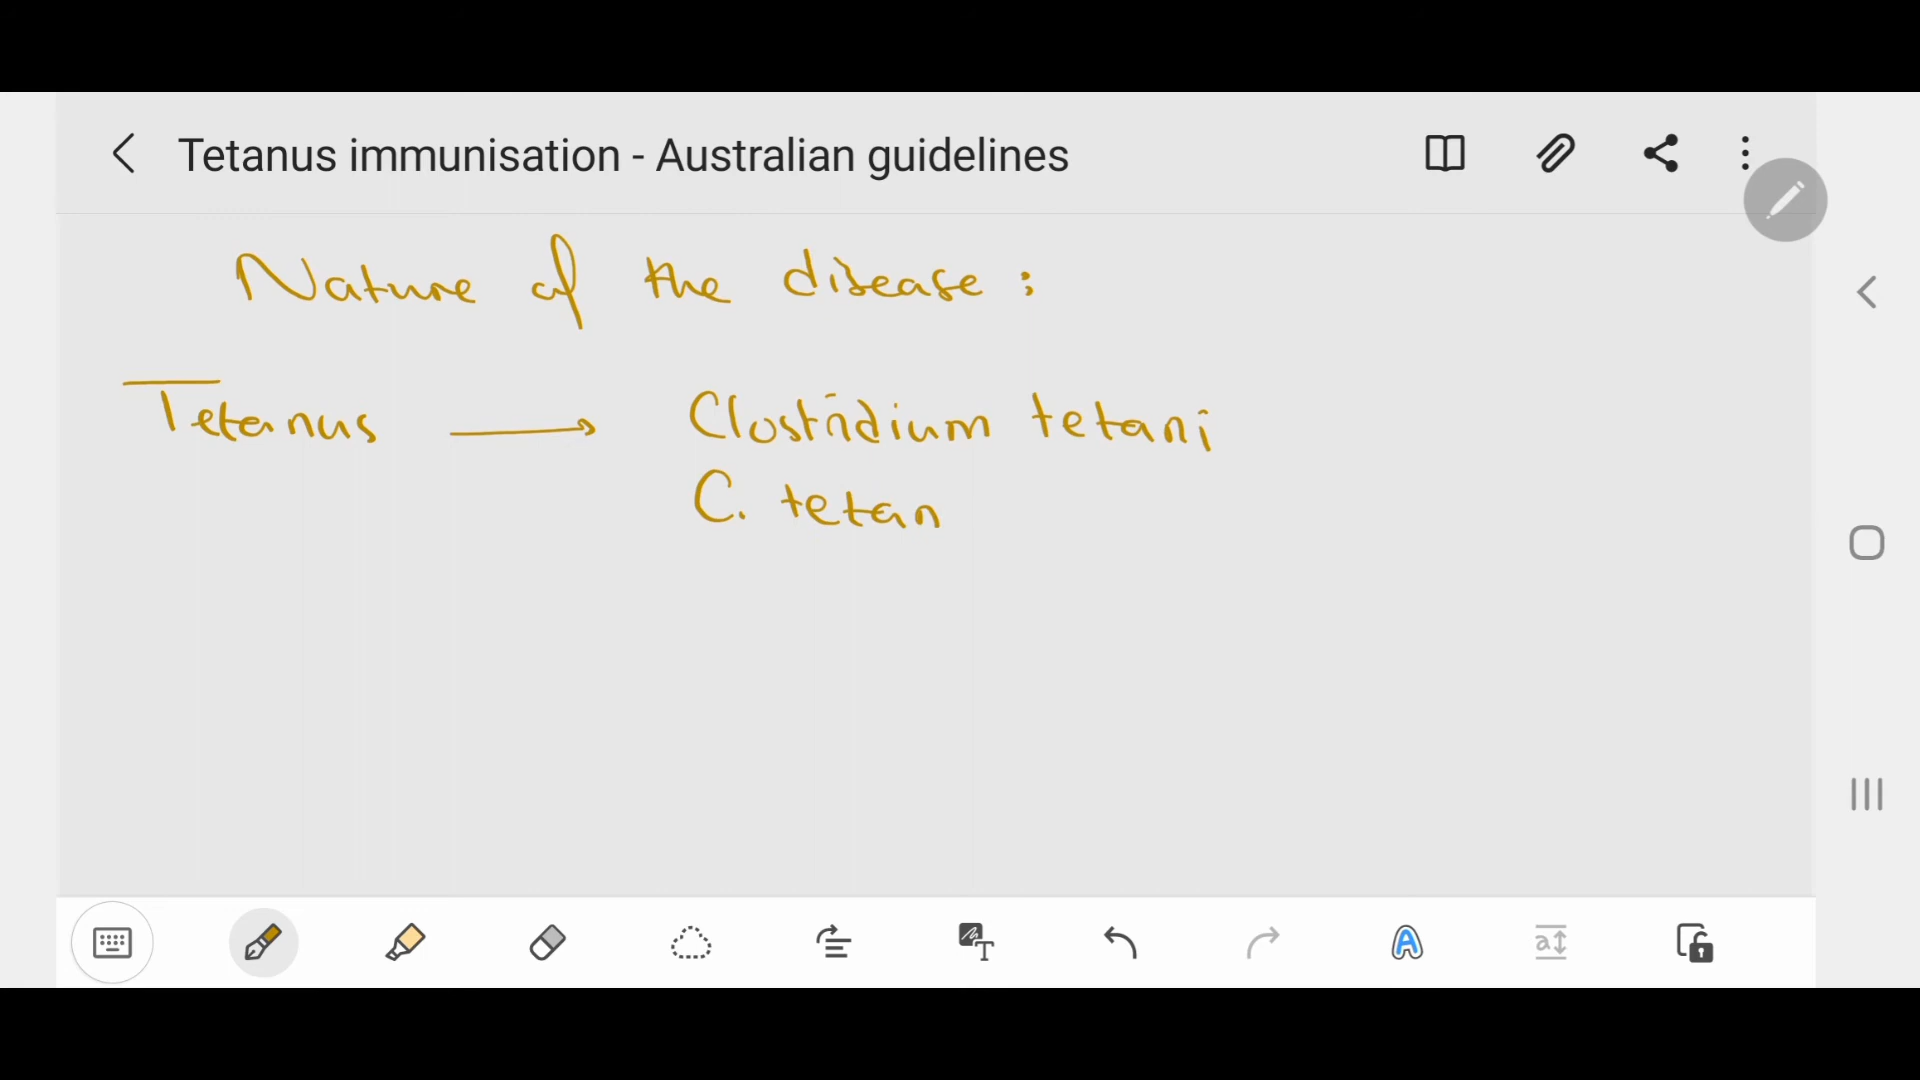 Tetanus immunisation - Australian guidelines
Nature of the disease :
Tetanus → Clostridium tetani
C. tetan